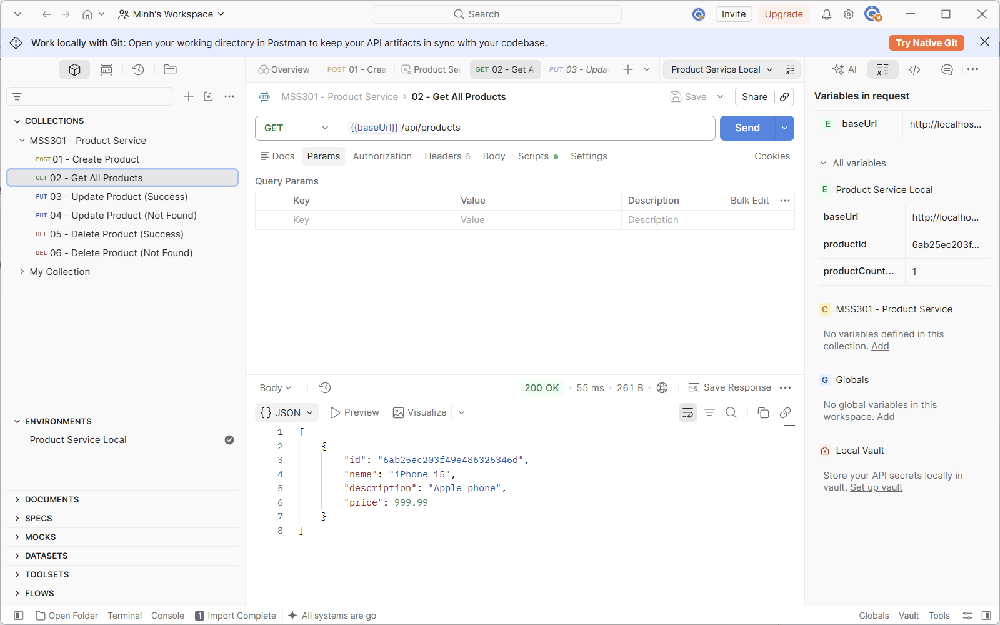 Minh's Workspace
Search
Invite
Upgrade
M
Work locally with Git: Open your working directory in Postman to keep your API artifacts in sync with your codebase.
Try Native Git
Overview
POST 01 - Crea
Product Ser
GET 02 - Get A
PUT 03 - Upda
Product Service Local
AI
HTTP MSS301 - Product Service > 02 - Get All Products
Save
Share
COLLECTIONS
MSS301 - Product Service
POST 01 - Create Product
GET 02 - Get All Products
PUT 03 - Update Product (Success)
PUT 04 - Update Product (Not Found)
DEL 05 - Delete Product (Success)
DEL 06 - Delete Product (Not Found)
My Collection
ENVIRONMENTS
Product Service Local
DOCUMENTS
SPECS
MOCKS
DATASETS
TOOLSETS
FLOWS
GET
{{baseUrl}} /api/products
Send
Docs
Params
Authorization
Headers 6
Body
Scripts
Settings
Cookies
Query Params
Key Value Description Bulk Edit
Key Value Description
Body
200 OK • 55 ms • 261 B
e.g. Save Response
{} JSON
Preview
Visualize
1 [
2 {
3 "id": "6ab25ec203f49e486325346d",
4 "name": "iPhone 15",
5 "description": "Apple phone",
6 "price": 999.99
7 }
8 ]
Variables in request
E baseUrl http://localhos...
All variables
E Product Service Local
baseUrl http://localho...
productId 6ab25ec203f...
productCount... 1
C MSS301 - Product Service
No variables defined in this
collection. Add
G Globals
No global variables in this
workspace. Add
Local Vault
Store your API secrets locally in
vault. Set up vault
Open Folder
Terminal
Console
1 Import Complete
All systems are go
Globals
Vault
Tools